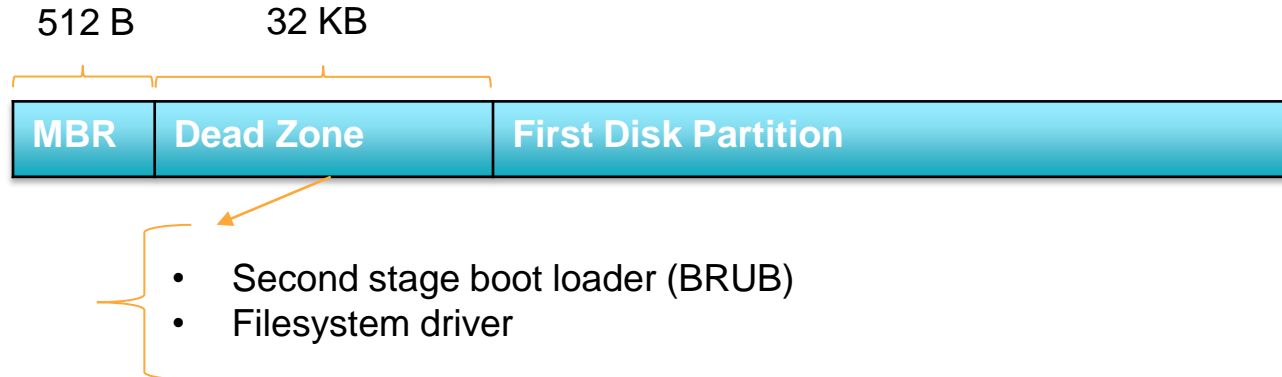 512 B 32 KB
MBR Dead Zone First Disk Partition
• Second stage boot loader (BRUB)
• Filesystem driver